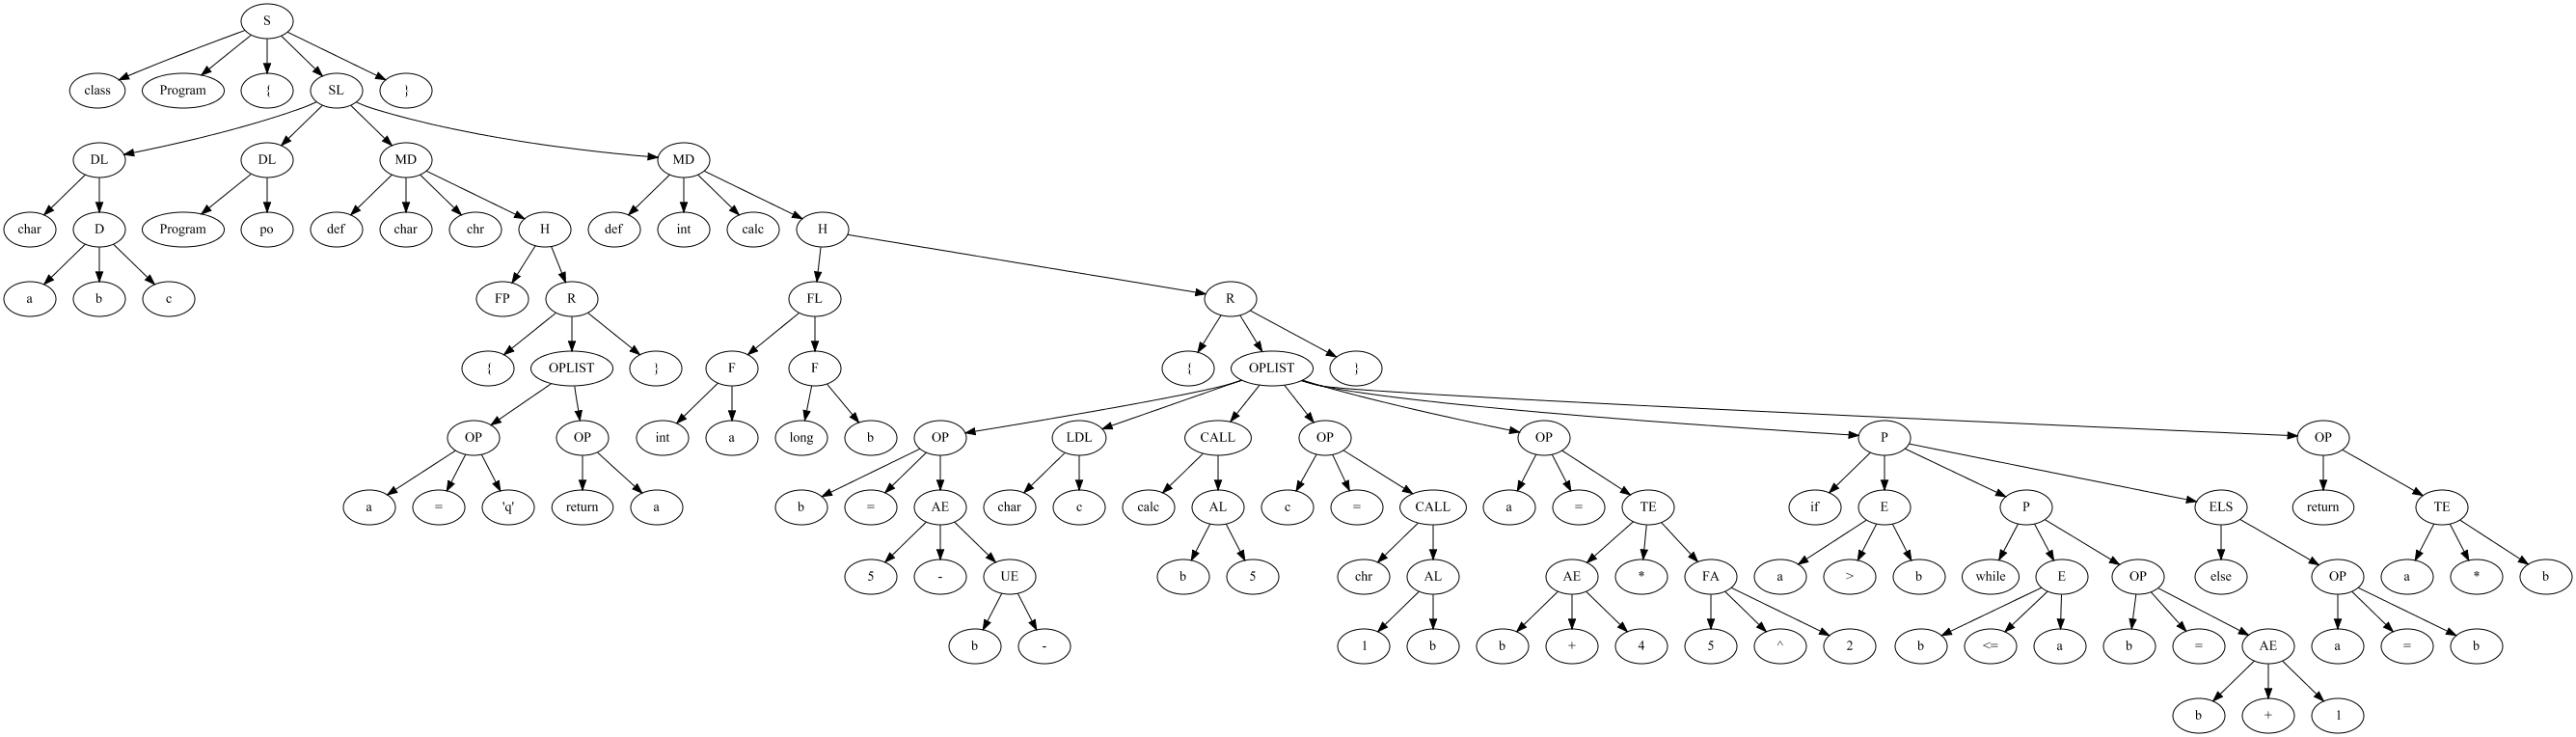 S
class Program { SL }
DL DL MD MD
char D Program po def char chr H def int calc H
a b c FP R FL R
{ OPLIST } F F { OPLIST }
OP OP int a long b OP LDL CALL OP OP P OP
a = 'q' return a b = AE char c calc AL c = CALL a = TE if E P ELS return TE
5 - UE b 5 chr AL AE * FA a > b while E OP else OP a * b
b - 1 b b + 4 5 ^ 2 b <= a b = AE a = b
b + 1